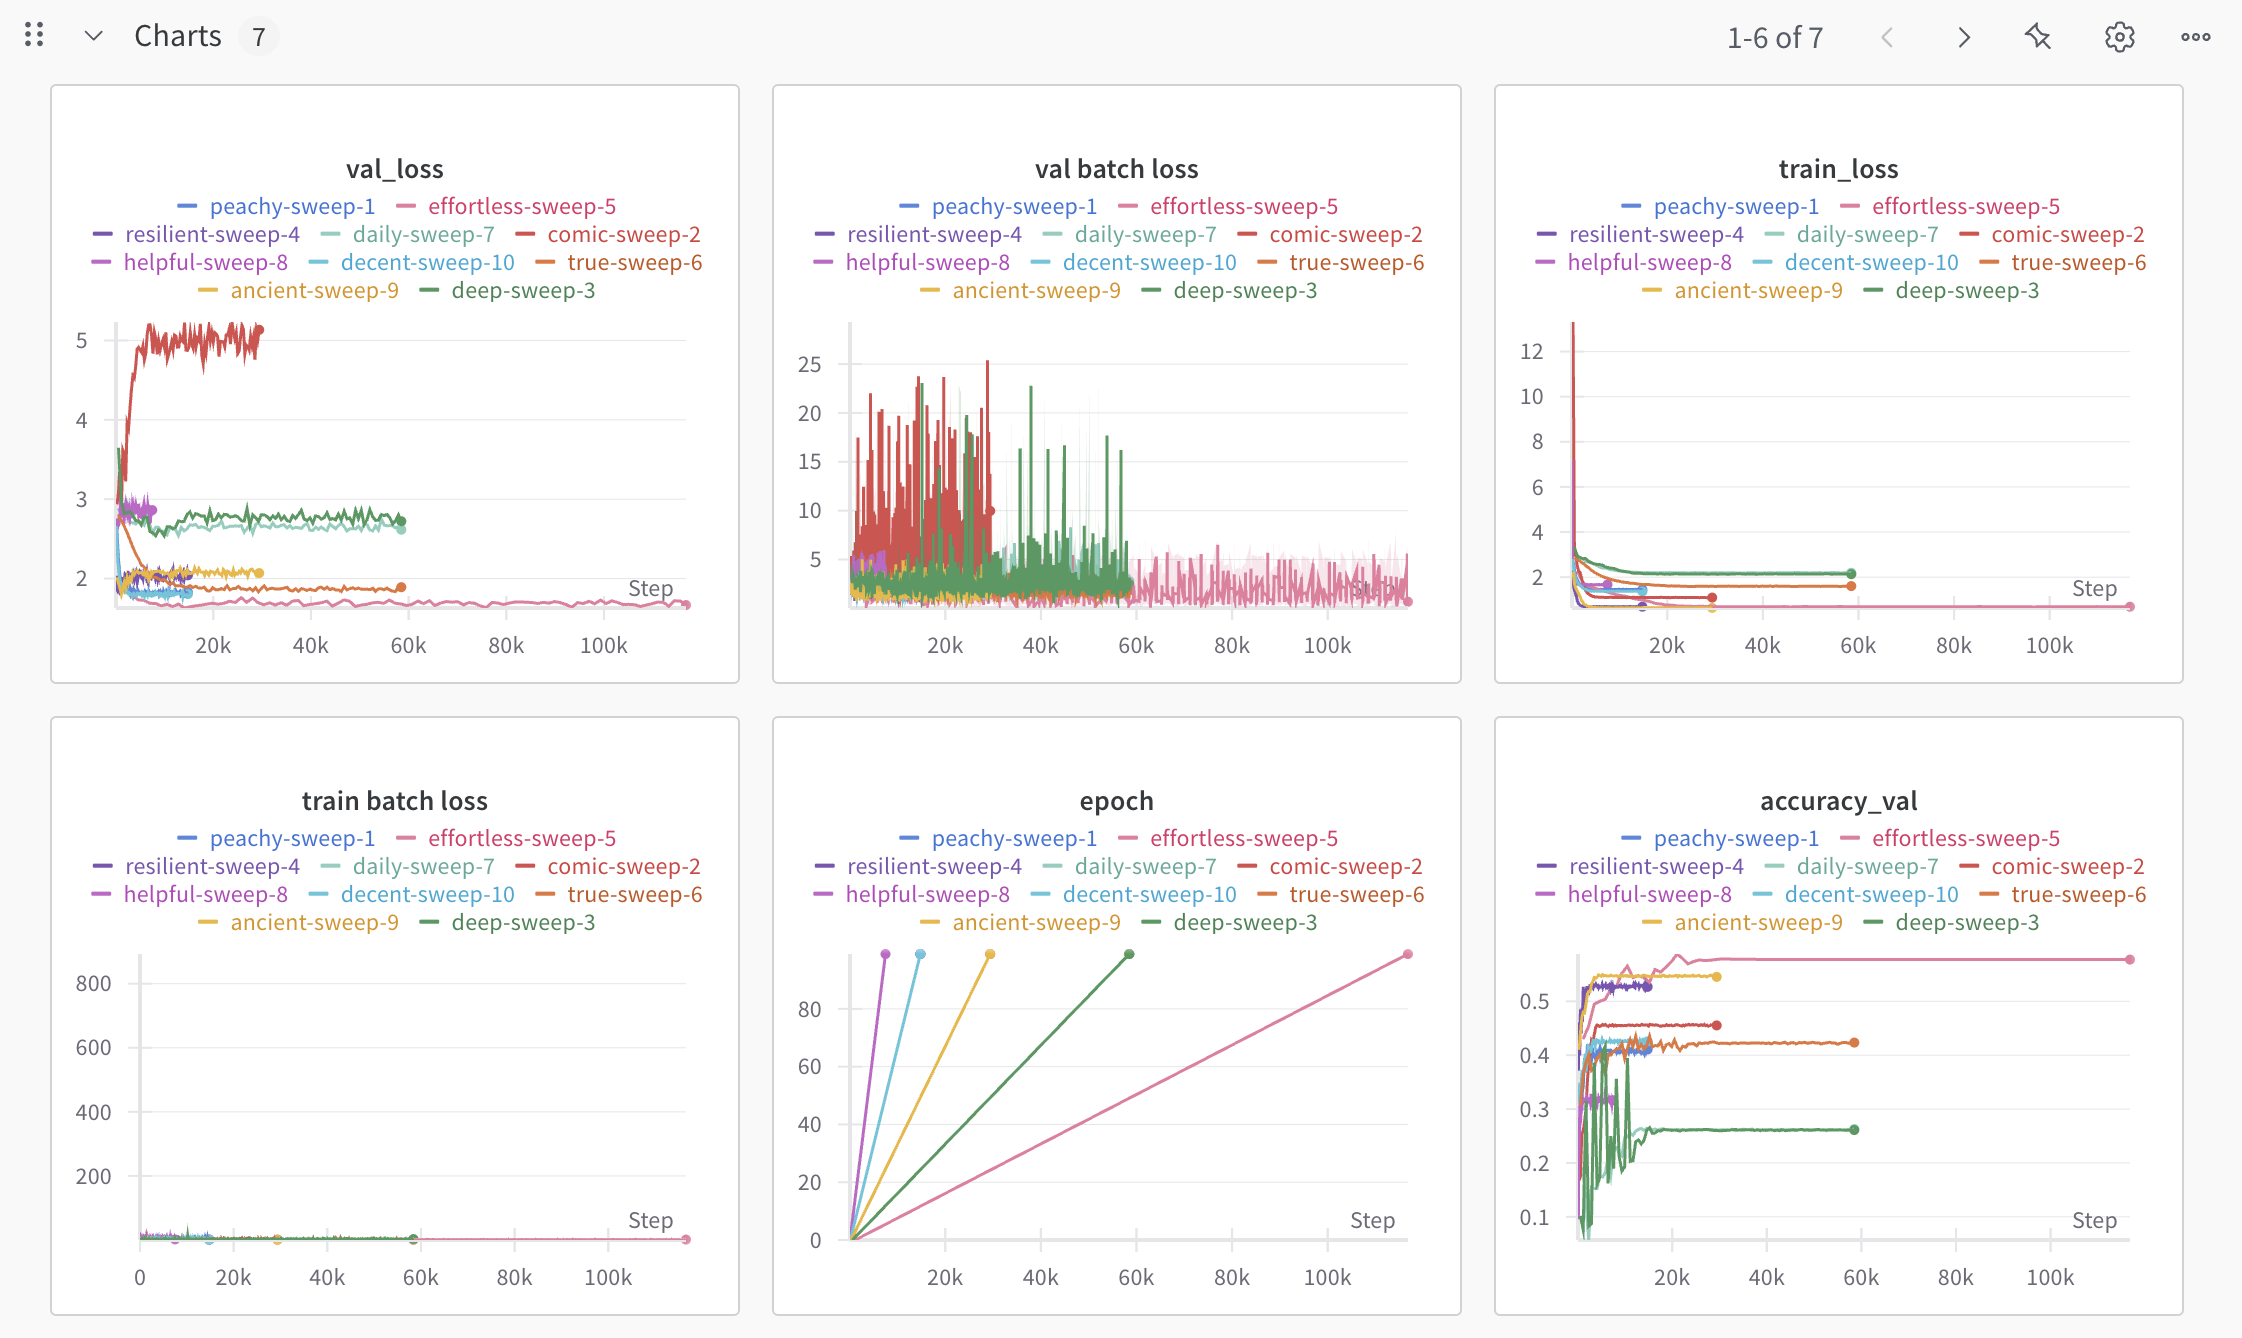 Charts 7
1-6 of 7
val_loss
peachy-sweep-1 effortless-sweep-5
resilient-sweep-4 daily-sweep-7 comic-sweep-2
helpful-sweep-8 decent-sweep-10 true-sweep-6
ancient-sweep-9 deep-sweep-3
5
4
3
2
Step
20k 40k 60k 80k 100k
val batch loss
peachy-sweep-1 effortless-sweep-5
resilient-sweep-4 daily-sweep-7 comic-sweep-2
helpful-sweep-8 decent-sweep-10 true-sweep-6
ancient-sweep-9 deep-sweep-3
25
20
15
10
5
Step
20k 40k 60k 80k 100k
train_loss
peachy-sweep-1 effortless-sweep-5
resilient-sweep-4 daily-sweep-7 comic-sweep-2
helpful-sweep-8 decent-sweep-10 true-sweep-6
ancient-sweep-9 deep-sweep-3
12
10
8
6
4
2
Step
20k 40k 60k 80k 100k
train batch loss
peachy-sweep-1 effortless-sweep-5
resilient-sweep-4 daily-sweep-7 comic-sweep-2
helpful-sweep-8 decent-sweep-10 true-sweep-6
ancient-sweep-9 deep-sweep-3
800
600
400
200
Step
0 20k 40k 60k 80k 100k
epoch
peachy-sweep-1 effortless-sweep-5
resilient-sweep-4 daily-sweep-7 comic-sweep-2
helpful-sweep-8 decent-sweep-10 true-sweep-6
ancient-sweep-9 deep-sweep-3
80
60
40
20
0
Step
20k 40k 60k 80k 100k
accuracy_val
peachy-sweep-1 effortless-sweep-5
resilient-sweep-4 daily-sweep-7 comic-sweep-2
helpful-sweep-8 decent-sweep-10 true-sweep-6
ancient-sweep-9 deep-sweep-3
0.5
0.4
0.3
0.2
0.1
Step
20k 40k 60k 80k 100k